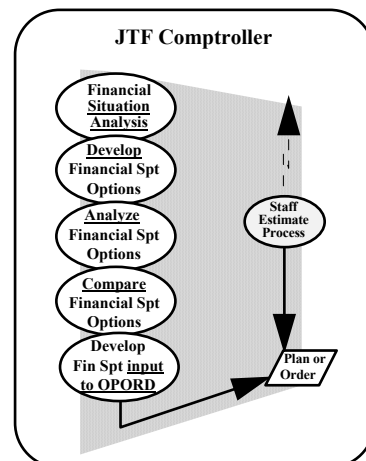 JTF Comptroller
Financial
Situation
Analysis
Develop
Financial Spt
Options
Analyze
Financial Spt
Options
Compare
Financial Spt
Options
Develop
Fin Spt input
to OPORD
Staff
Estimate
Process
Plan or
Order